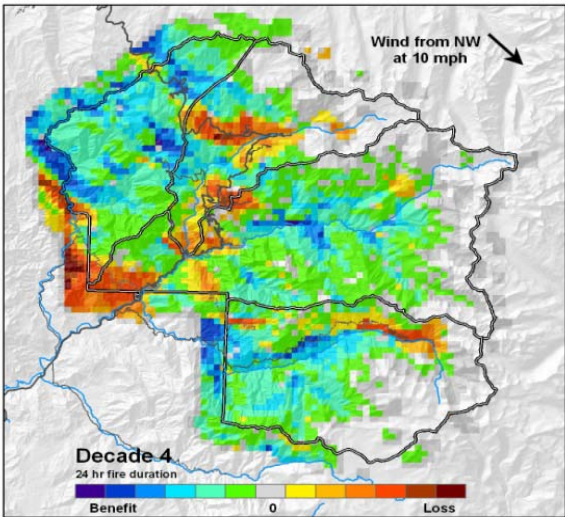 Wind from NW
at 10 mph
Decade 4
24 hr fire duration
Benefit 0 Loss